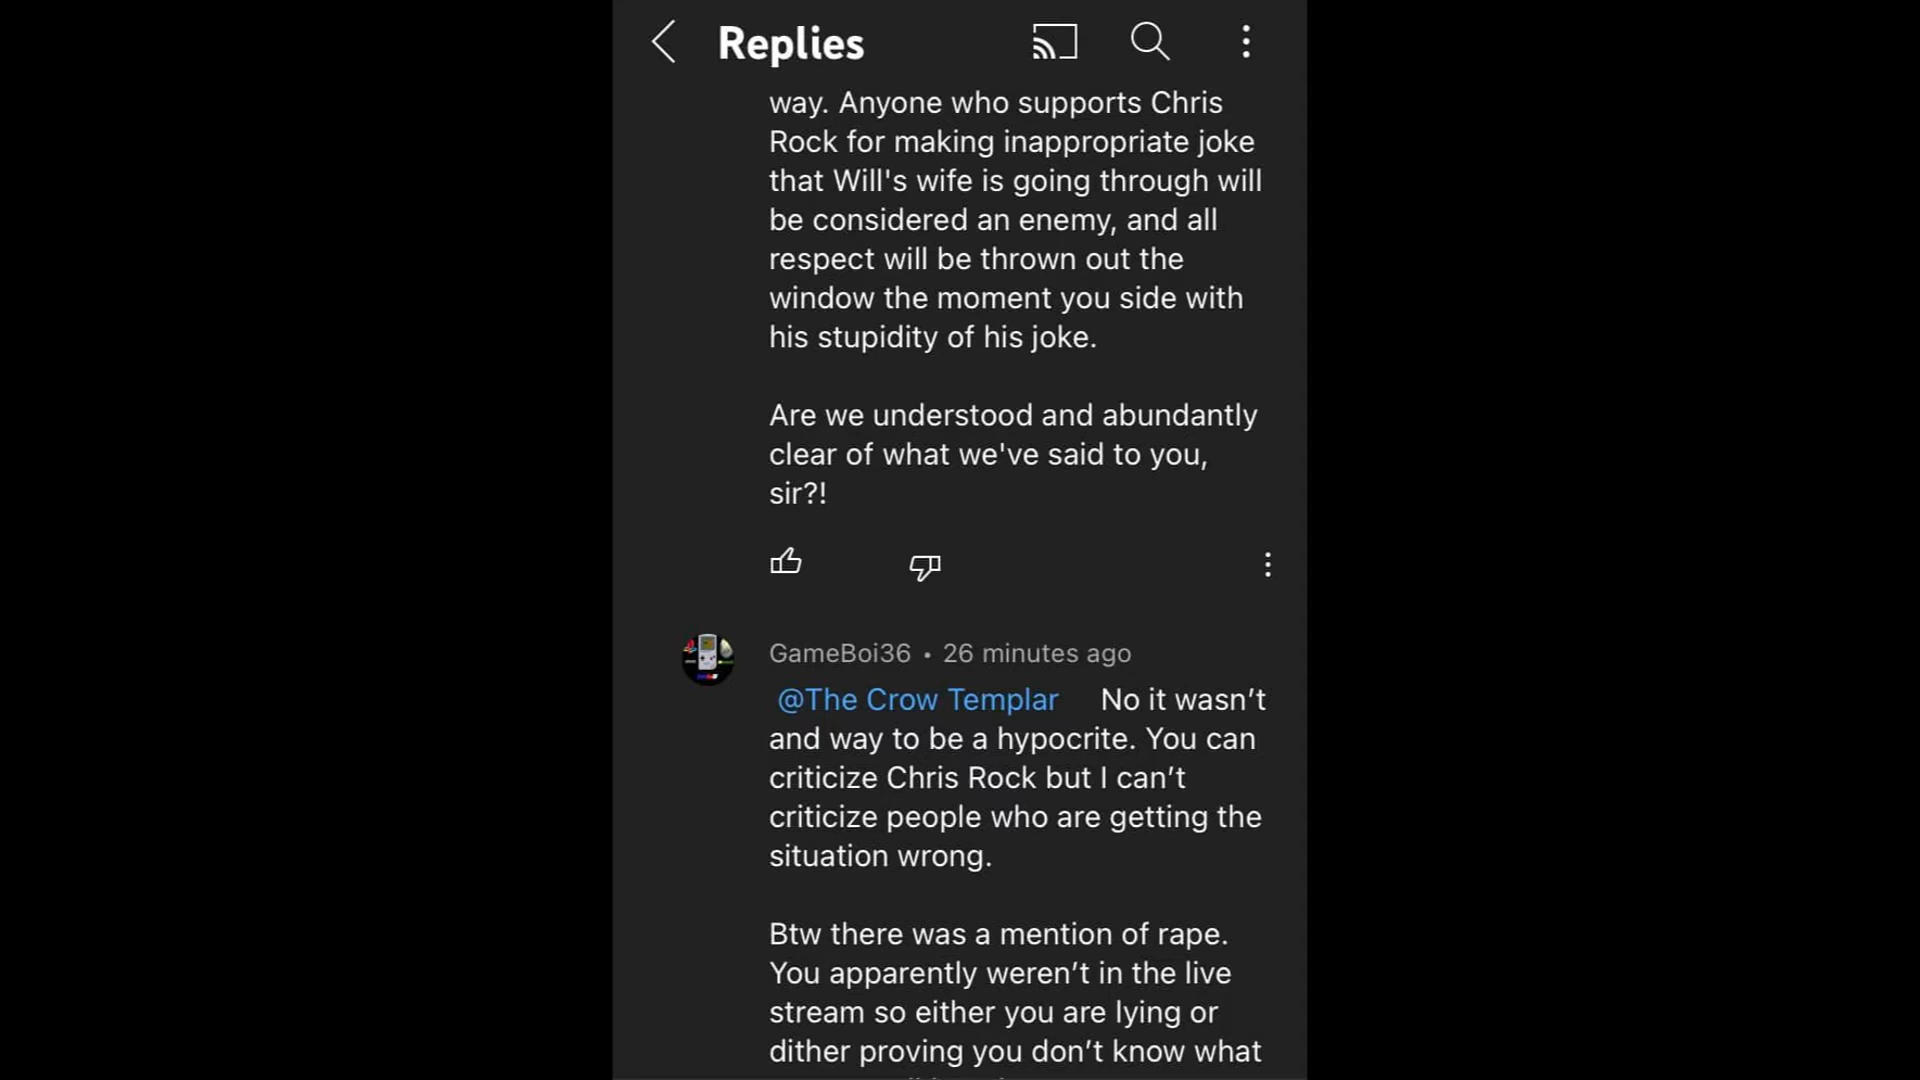 Replies
way. Anyone who supports Chris
Rock for making inappropriate joke
that Will's wife is going through will
be considered an enemy, and all
respect will be thrown out the
window the moment you side with
his stupidity of his joke.
Are we understood and abundantly
clear of what we've said to you,
sir?!
GameBoi36 • 26 minutes ago
@The Crow Templar No it wasn’t
and way to be a hypocrite. You can
criticize Chris Rock but I can’t
criticize people who are getting the
situation wrong.
Btw there was a mention of rape.
You apparently weren’t in the live
stream so either you are lying or
dither proving you don’t know what